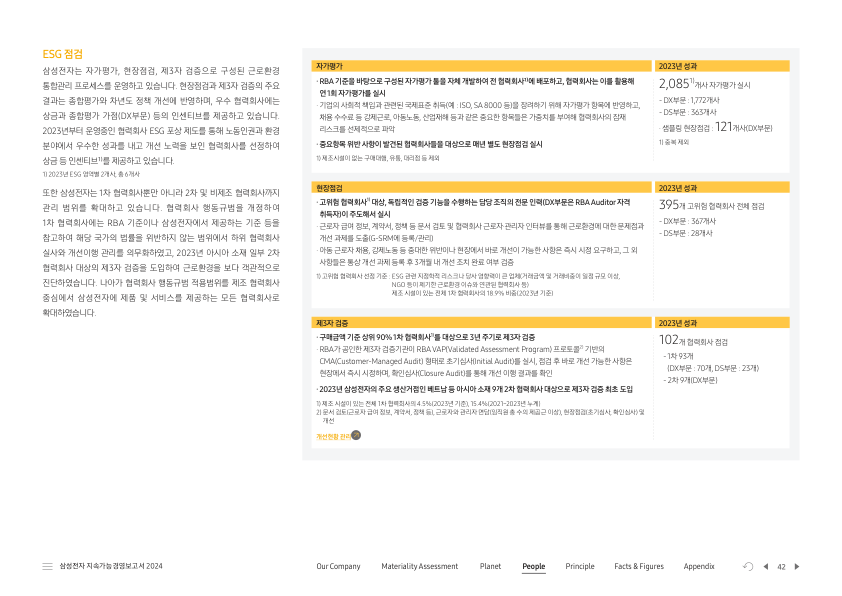 ESG 점검
삼성전자는 자가평가, 현장점검, 제3자 검증으로 구성된 근로환경
통합관리 프로세스를 운영하고 있습니다. 현장점검과 제3자 검증의 주요
결과는 종합평가와 차년도 정책 개선에 반영하며, 우수 협력회사에는
상금과 종합평가 가점(DX부문) 등의 인센티브를 제공하고 있습니다.
2023년부터 운영중인 협력회사 ESG 포상 제도를 통해 노동인권과 환경
분야에서 우수한 성과를 내고 개선 노력을 보인 협력회사를 선정하여
상금 등 인센티브¹⁾를 제공하고 있습니다.
1) 2023년 ESG 영역별 2개사, 총 6개사
또한 삼성전자는 1차 협력회사뿐만 아니라 2차 및 비제조 협력회사까지
관리 범위를 확대하고 있습니다. 협력회사 행동규범을 개정하여
1차 협력회사에는 RBA 기준이나 삼성전자에서 제공하는 기준 등을
참고하여 해당 국가의 법률을 위반하지 않는 범위에서 하위 협력회사
실사와 개선이행 관리를 의무화하였고, 2023년 아시아 소재 일부 2차
협력회사 대상의 제3자 검증을 도입하여 근로환경을 보다 객관적으로
진단하였습니다. 나아가 협력회사 행동규범 적용범위를 제조 협력회사
중심에서 삼성전자에 제품 및 서비스를 제공하는 모든 협력회사로
확대하였습니다.
자가평가
· RBA 기준을 바탕으로 구성된 자가평가 툴을 자체 개발하여 전 협력회사¹⁾에 배포하고, 협력회사는 이를 활용해
연 1회 자가평가를 실시
· 기업의 사회적 책임과 관련된 국제표준 취득(예 : ISO, SA 8000 등)을 장려하기 위해 자가평가 항목에 반영하고,
채용 수수료 등 강제근로, 아동노동, 산업재해 등과 같은 중요한 항목들은 가중치를 부여해 협력회사의 잠재
리스크를 선제적으로 파악
· 중요항목 위반 사항이 발견된 협력회사들을 대상으로 매년 별도 현장점검 실시
1) 제조시설이 없는 구매대행, 유통, 대리점 등 제외
2023년 성과
2,085¹⁾개사 자가평가 실시
- DX부문 : 1,772개사
- DS부문 : 363개사
· 샘플링 현장점검 : 121개사(DX부문)
1) 중복 제외
현장점검
· 고위험 협력회사¹⁾ 대상, 독립적인 검증 기능을 수행하는 담당 조직의 전문 인력(DX부문은 RBA Auditor 자격
취득자)이 주도해서 실시
· 근로자 급여 정보, 계약서, 정책 등 문서 검토 및 협력회사 근로자·관리자 인터뷰를 통해 근로환경에 대한 문제점과
개선 과제를 도출(G-SRM에 등록/관리)
· 아동 근로자 채용, 강제노동 등 중대한 위반이나 현장에서 바로 개선이 가능한 사항은 즉시 시정 요구하고, 그 외
사항들은 통상 개선 과제 등록 후 3개월 내 개선 조치 완료 여부 검증
1) 고위험 협력회사 선정 기준 : ESG 관련 지정학적 리스크나 당사 영향력이 큰 업체(거래금액 및 거래비중이 일정 규모 이상,
NGO 등이 제기한 근로환경 이슈와 연관된 협력회사 등)
제조 시설이 있는 전체 1차 협력회사의 18.9% 비중(2023년 기준)
2023년 성과
395개 고위험 협력회사 전체 점검
- DX부문 : 367개사
- DS부문 : 28개사
제3자 검증
· 구매금액 기준 상위 90% 1차 협력회사¹⁾를 대상으로 3년 주기로 제3자 검증
· RBA가 공인한 제3자 검증기관이 RBA VAP(Validated Assessment Program) 프로토콜²⁾ 기반의
CMA(Customer-Managed Audit) 형태로 초기심사(Initial Audit)를 실시, 점검 후 바로 개선 가능한 사항은
현장에서 즉시 시정하며, 확인심사(Closure Audit)를 통해 개선 이행 결과를 확인
· 2023년 삼성전자의 주요 생산거점인 베트남 등 아시아 소재 9개 2차 협력회사 대상으로 제3자 검증 최초 도입
1) 제조 시설이 있는 전체 1차 협력회사의 4.5%(2023년 기준), 15.4%(2021~2023년 누계)
2) 문서 검토(근로자 급여 정보, 계약서, 정책 등), 근로자와 관리자 면담(임직원 총 수의 제곱근 이상), 현장점검(초기심사, 확인심사) 및
개선
개선현황 관리
2023년 성과
102개 협력회사 점검
- 1차 93개
(DX부문 : 70개, DS부문 : 23개)
- 2차 9개(DX부문)
삼성전자 지속가능경영보고서 2024
Our Company
Materiality Assessment
Planet
People
Principle
Facts & Figures
Appendix
42